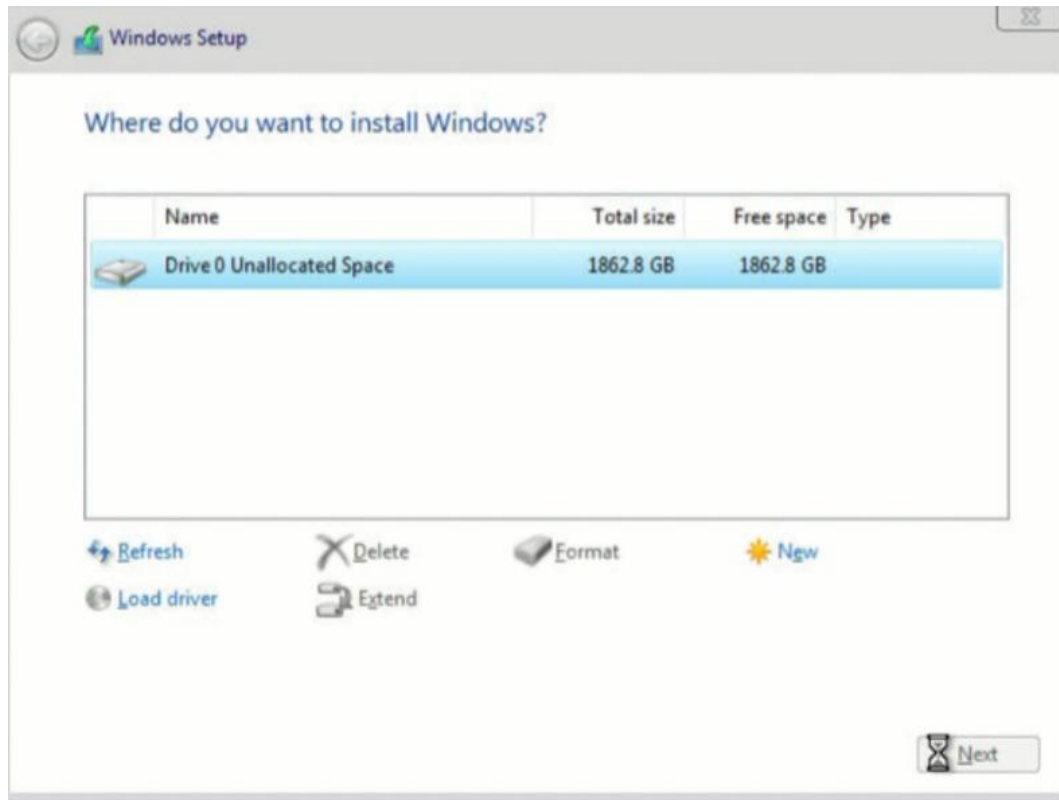 Windows Setup
Where do you want to install Windows?
Name Total size Free space Type
Drive 0 Unallocated Space 1862.8 GB 1862.8 GB
Refresh Delete Format New
Load driver Extend
Next